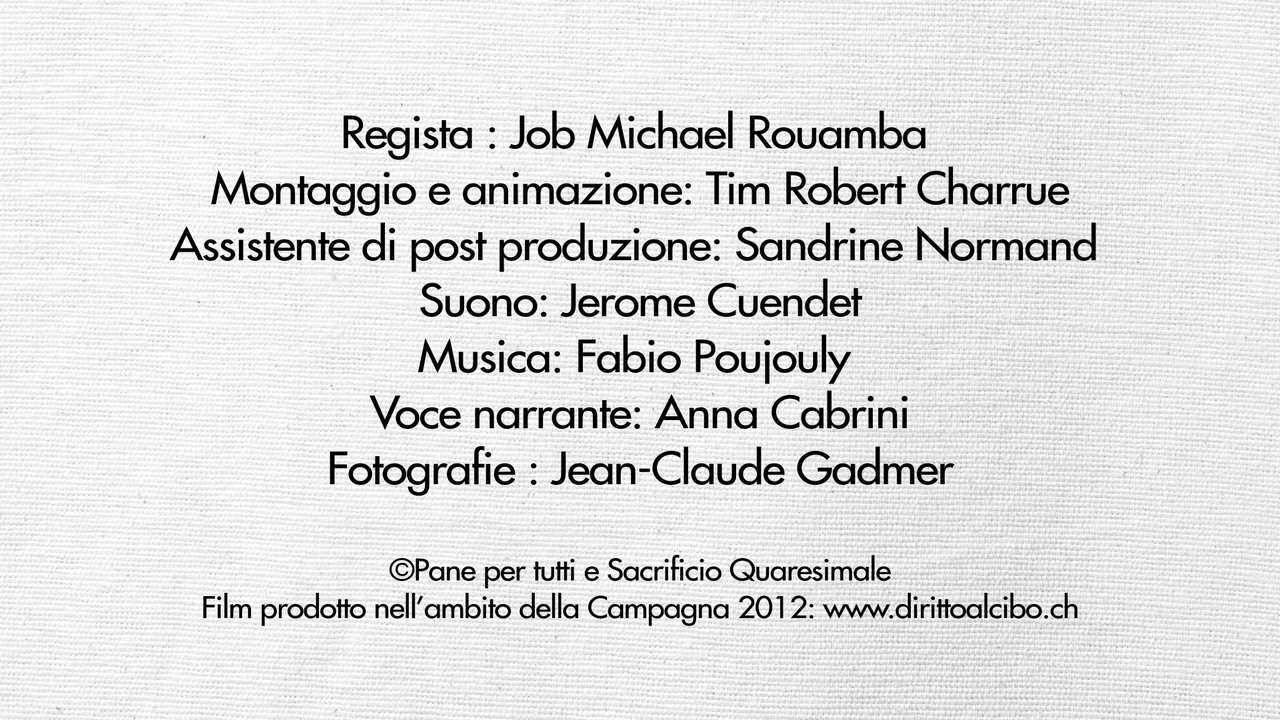 Regista : Job Michael Rouamba
Montaggio e animazione: Tim Robert Charrue
Assistente di post produzione: Sandrine Normand
Suono: Jerome Cuendet
Musica: Fabio Poujouly
Voce narrante: Anna Cabrini
Fotografie : Jean-Claude Gadmer
©Pane per tutti e Sacrificio Quaresimale
Film prodotto nell’ambito della Campagna 2012: www.dirittoalcibo.ch